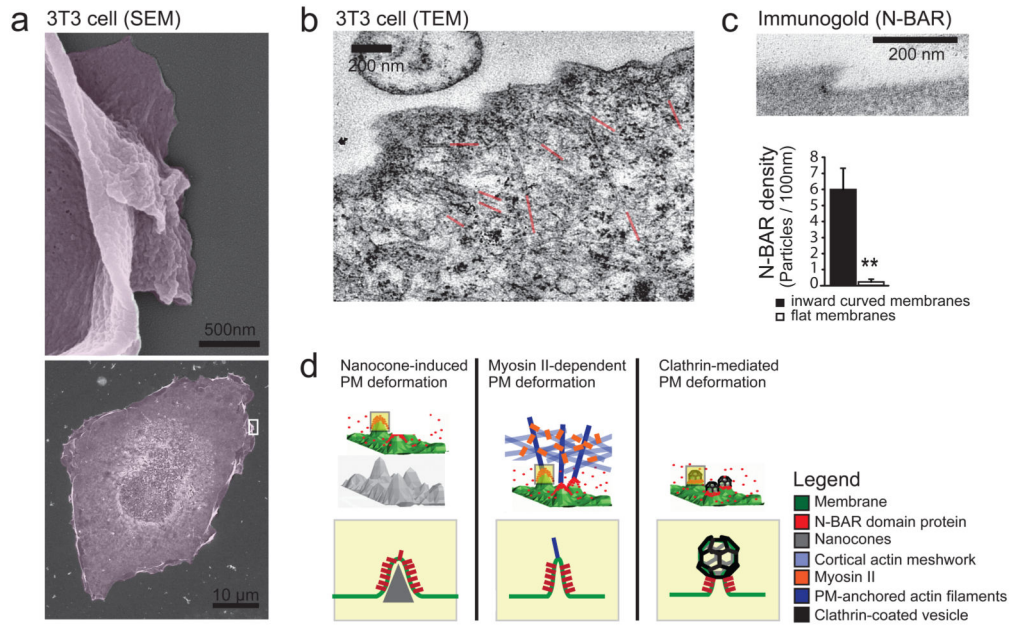 a
3T3 cell (SEM)
500nm
10 µm
b
3T3 cell (TEM)
200 nm
c
Immunogold (N-BAR)
200 nm
N-BAR density
(Particles / 100nm)
8
7
6
5
4
3
2
1
0
**
inward curved membranes
flat membranes
d
Nanocone-induced
PM deformation
Myosin II-dependent
PM deformation
Clathrin-mediated
PM deformation
Legend
Membrane
N-BAR domain protein
Nanocones
Cortical actin meshwork
Myosin II
PM-anchored actin filaments
Clathrin-coated vesicle